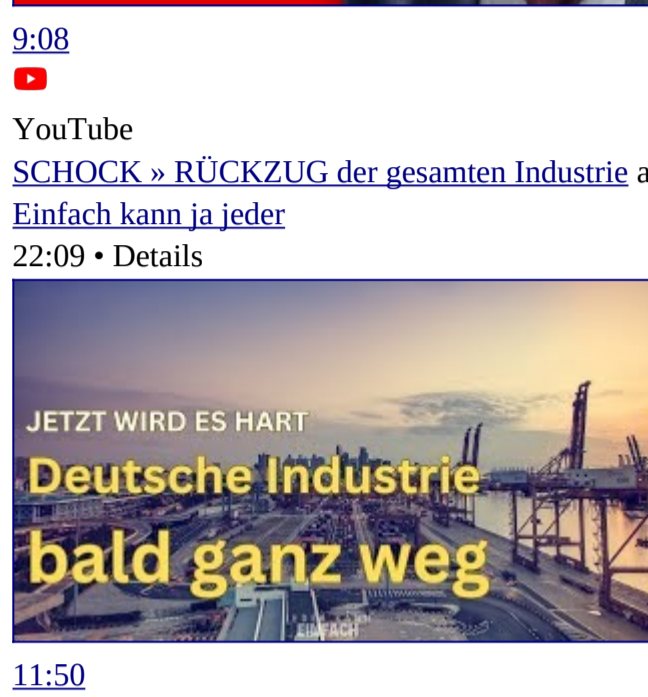 9:08
YouTube
SCHOCK » RÜCKZUG der gesamten Industrie a
Einfach kann ja jeder
22:09 • Details
JETZT WIRD ES HART
Deutsche Industrie
bald ganz weg
EINFACH
11:50